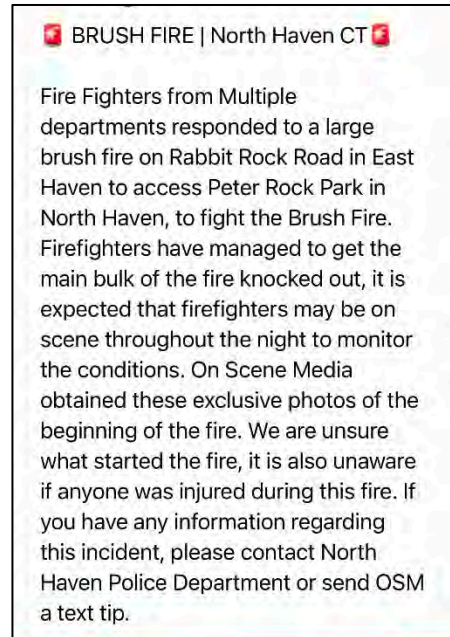 🚨 BRUSH FIRE | North Haven CT🚨
Fire Fighters from Multiple
departments responded to a large
brush fire on Rabbit Rock Road in East
Haven to access Peter Rock Park in
North Haven, to fight the Brush Fire.
Firefighters have managed to get the
main bulk of the fire knocked out, it is
expected that firefighters may be on
scene throughout the night to monitor
the conditions. On Scene Media
obtained these exclusive photos of the
beginning of the fire. We are unsure
what started the fire, it is also unaware
if anyone was injured during this fire. If
you have any information regarding
this incident, please contact North
Haven Police Department or send OSM
a text tip.